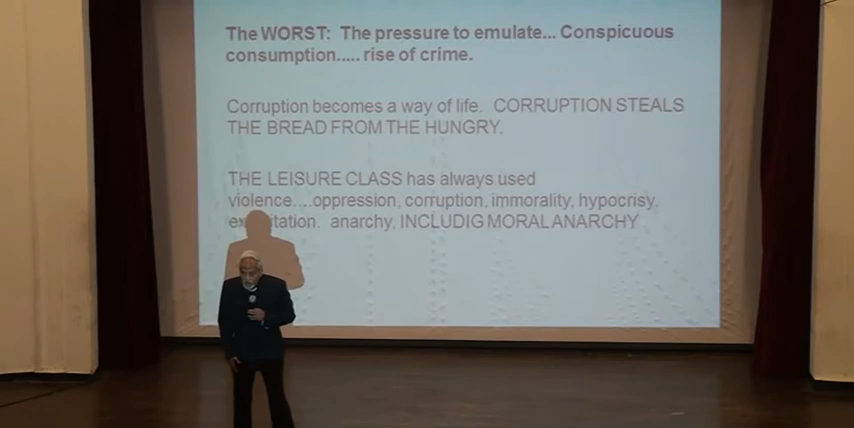 The WORST: The pressure to emulate... Conspicuous
consumption..... rise of crime.
Corruption becomes a way of life. CORRUPTION STEALS
THE BREAD FROM THE HUNGRY.
THE LEISURE CLASS has always used
violence....oppression, corruption, immorality, hypocrisy.
anarchy, INCLUDIG MORAL ANARCHY